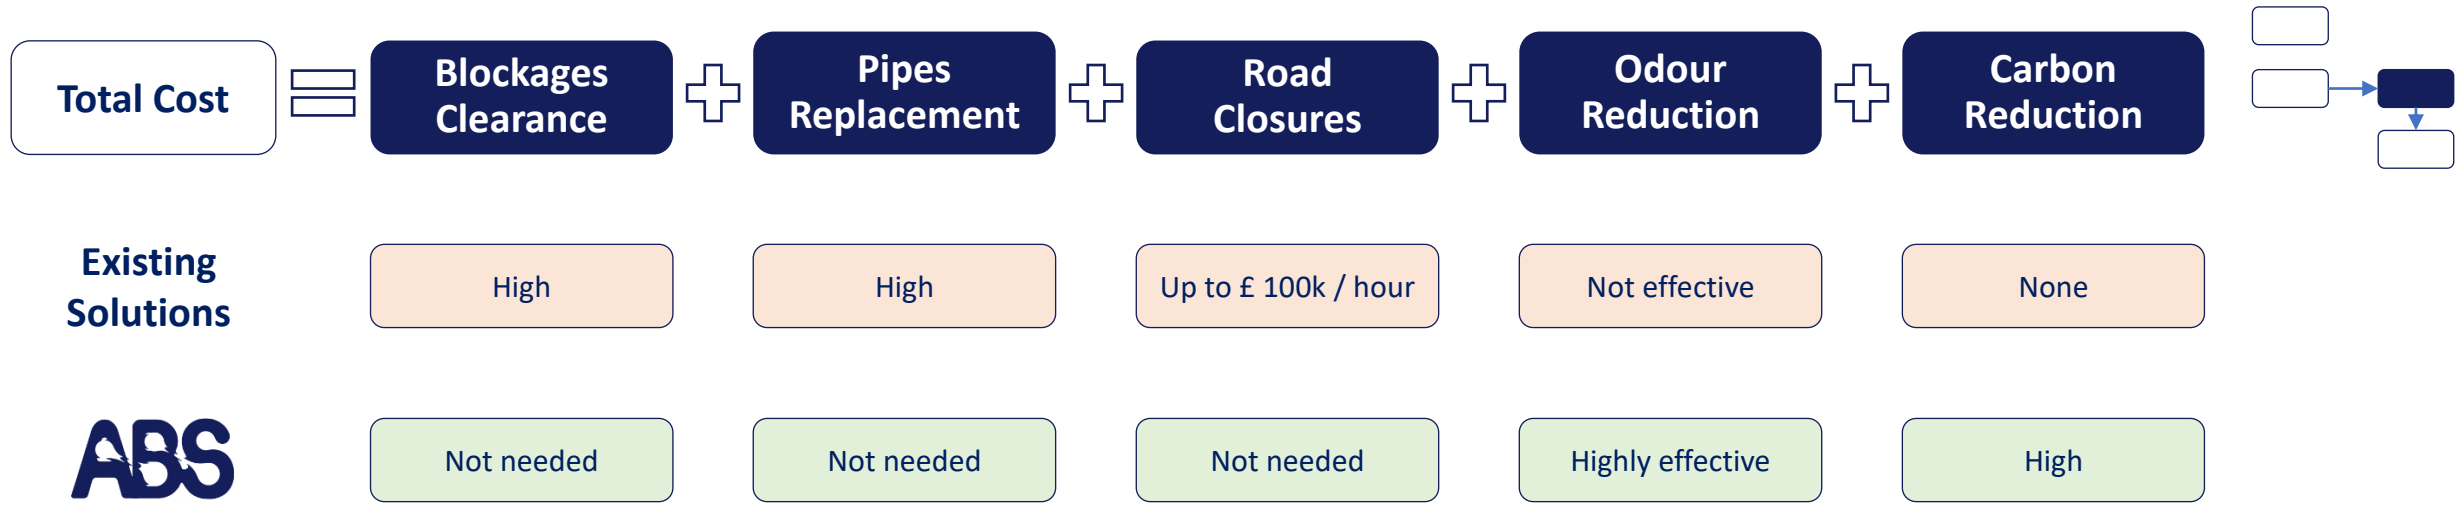 Total Cost
Blockages
Clearance
Pipes
Replacement
Road
Closures
Odour
Reduction
Carbon
Reduction
Existing
Solutions
High
High
Up to £ 100k / hour
Not effective
None
ABS
Not needed
Not needed
Not needed
Highly effective
High